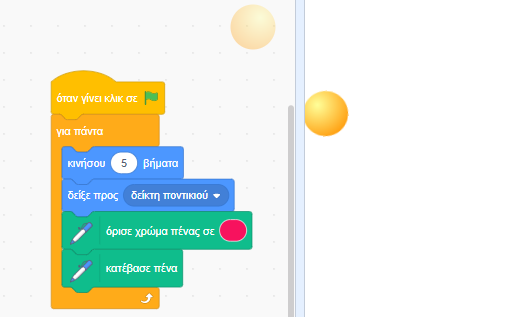 όταν γίνει κλικ σε
για πάντα
κινήσου 5 βήματα
δείξε προς δείκτη ποντικιού
όρισε χρώμα πένας σε
κατέβασε πένα